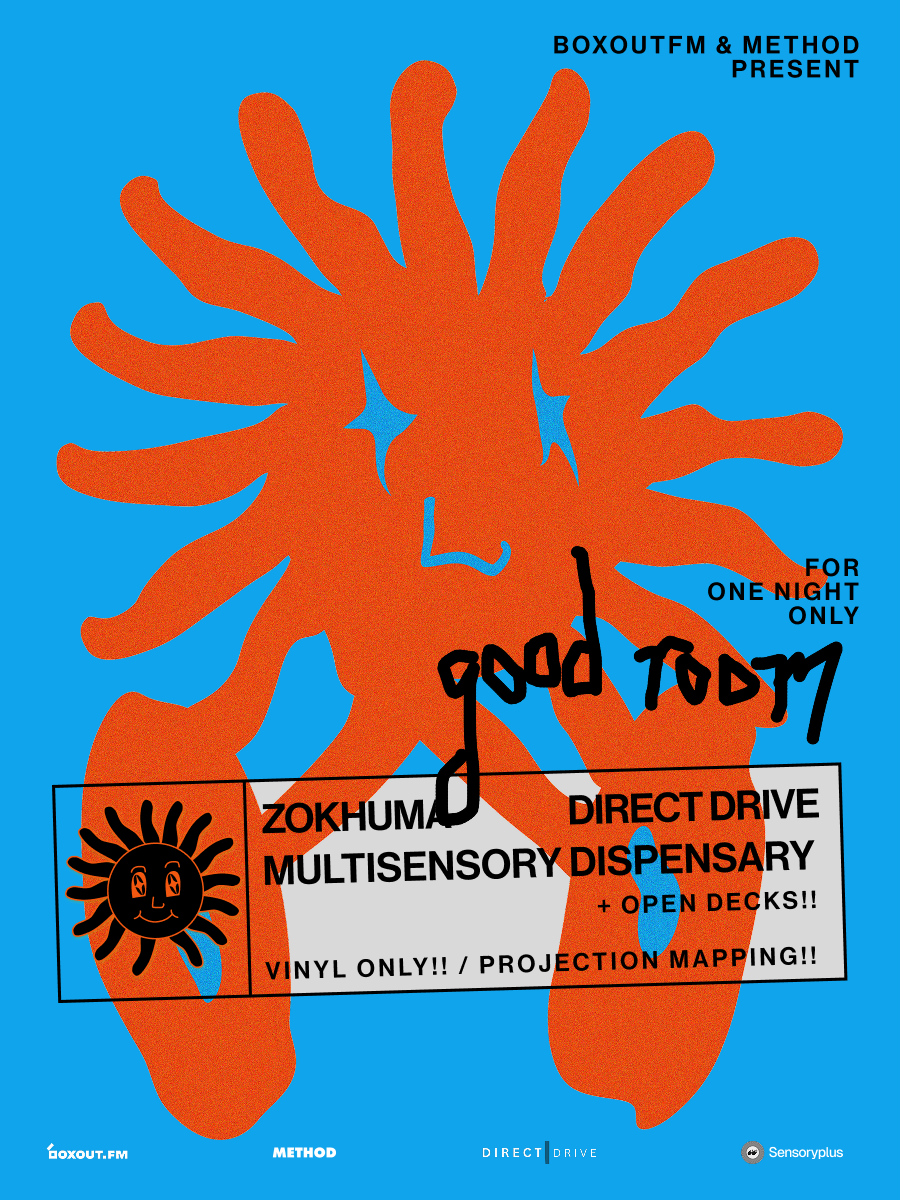 BOXOUTFM & METHOD
PRESENT
FOR
ONE NIGHT
ONLY
good room
ZOKHUMA DIRECT DRIVE
MULTISENSORY DISPENSARY
+ OPEN DECKS!!
VINYL ONLY!! / PROJECTION MAPPING!!
BOXOUT.FM METHOD DIRECT DRIVE Sensoryplus